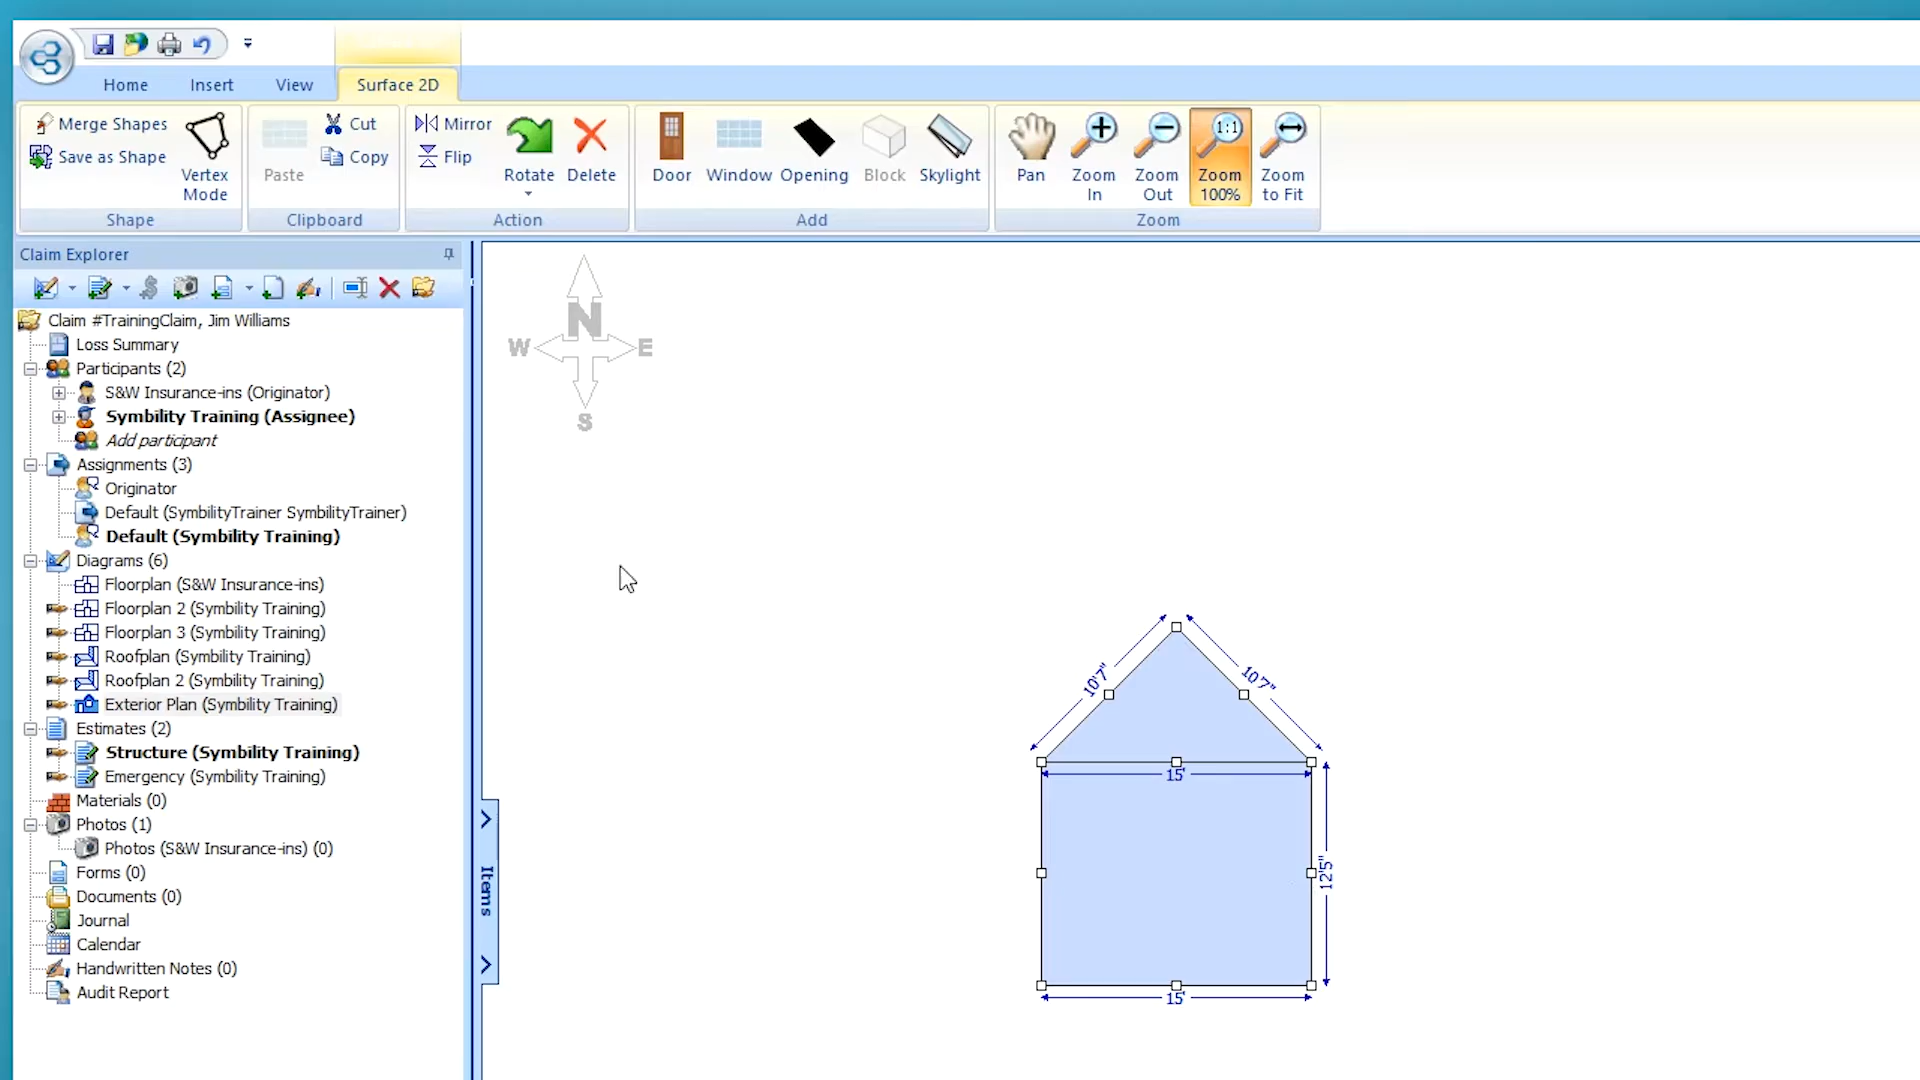 Home Insert View Surface 2D
Merge Shapes
Save as Shape
Vertex
Mode
Shape
Paste
Cut
Copy
Clipboard
Mirror
Flip
Rotate
Delete
Action
Door
Window
Opening
Block
Skylight
Add
Pan
Zoom
In
Zoom
Out
1:1
Zoom
100%
Zoom
to Fit
Zoom
Claim Explorer
Claim #TrainingClaim, Jim Williams
Loss Summary
Participants (2)
S&W Insurance-ins (Originator)
Symbility Training (Assignee)
Add participant
Assignments (3)
Originator
Default (SymbilityTrainer SymbilityTrainer)
Default (Symbility Training)
Diagrams (6)
Floorplan (S&W Insurance-ins)
Floorplan 2 (Symbility Training)
Floorplan 3 (Symbility Training)
Roofplan (Symbility Training)
Roofplan 2 (Symbility Training)
Exterior Plan (Symbility Training)
Estimates (2)
Structure (Symbility Training)
Emergency (Symbility Training)
Materials (0)
Photos (1)
Photos (S&W Insurance-ins) (0)
Forms (0)
Documents (0)
Journal
Calendar
Handwritten Notes (0)
Audit Report
Items
N
W
E
S
10'7"
10'7"
15'
12'5"
15'